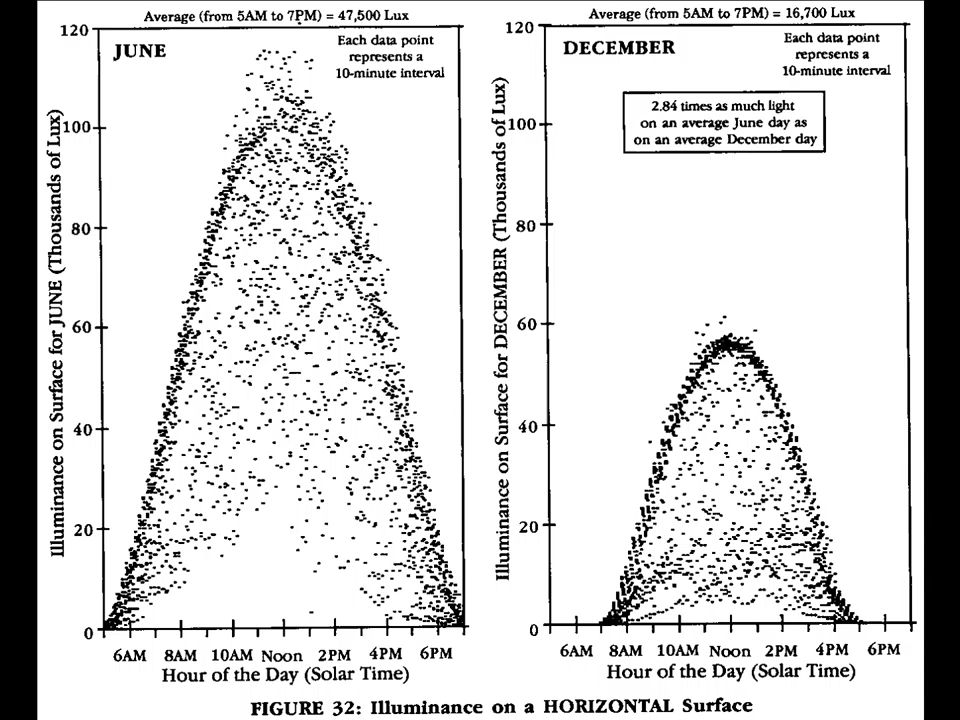 Average (from 5AM to 7PM) = 47,500 Lux
JUNE
Each data point
represents a
10-minute interval
Illuminance on Surface for JUNE (Thousands of Lux)
120
100
80
60
40
20
0
6AM 8AM 10AM Noon 2PM 4PM 6PM
Hour of the Day (Solar Time)
Average (from 5AM to 7PM) = 16,700 Lux
DECEMBER
Each data point
represents a
10-minute interval
2.84 times as much light
on an average June day as
on an average December day
Illuminance on Surface for DECEMBER (Thousands of Lux)
120
100
80
60
40
20
0
6AM 8AM 10AM Noon 2PM 4PM 6PM
Hour of the Day (Solar Time)
FIGURE 32: Illuminance on a HORIZONTAL Surface